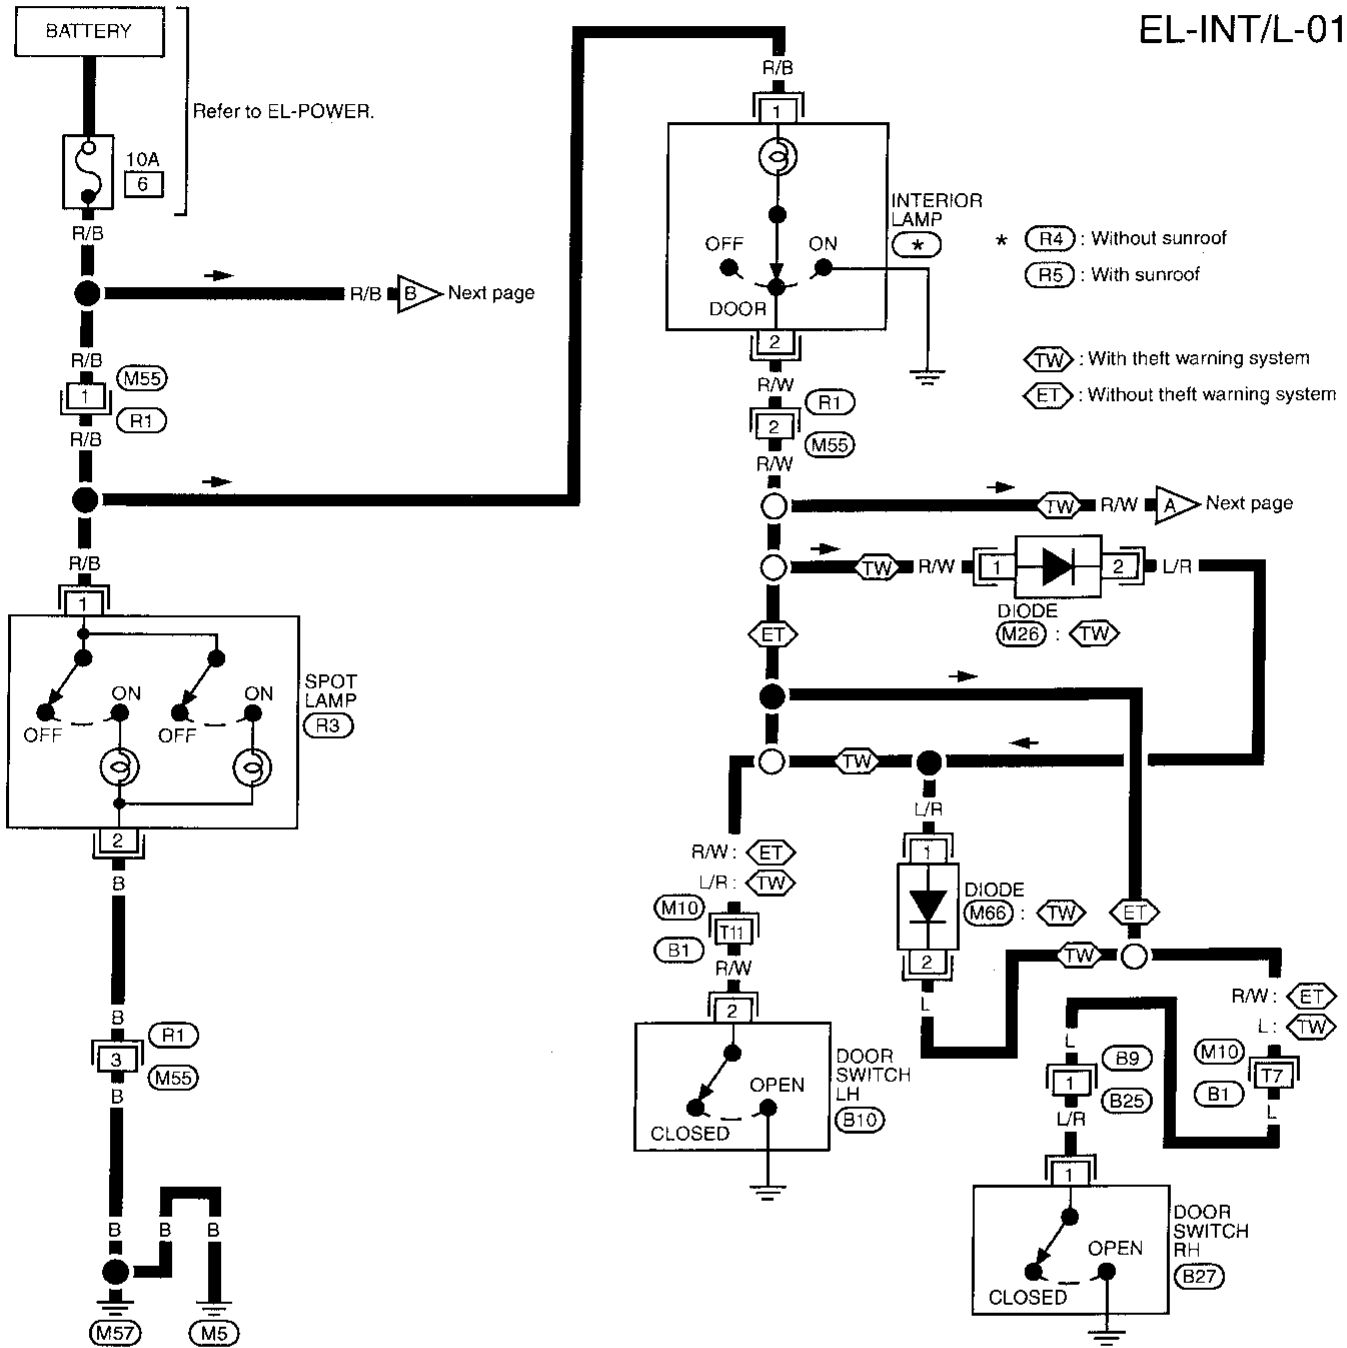 EL-INT/L-01
BATTERY
Refer to EL-POWER.
10A
6
R/B
R/B
B
Next page
R/B
1
M55
R1
R/B
R/B
1
OFF
ON
OFF
ON
SPOT
LAMP
R3
2
B
B
3
R1
M55
B
B
B
B
M57
M5
R/B
1
INTERIOR
LAMP
*
OFF
ON
DOOR
2
* R4 : Without sunroof
R5 : With sunroof
TW : With theft warning system
ET : Without theft warning system
R/W
2
R1
M55
R/W
TW
R/W
A
Next page
TW
R/W
1
2
L/R
DIODE
M26 : TW
ET
TW
L/R
1
DIODE
M66 : TW
2
L
ET
TW
R/W : ET
L/R : TW
M10
T11
B1
R/W
2
DOOR
SWITCH
LH
B10
OPEN
CLOSED
R/W : ET
L : TW
M10
T7
B1
L
L
B9
1
B25
L/R
1
DOOR
SWITCH
RH
B27
OPEN
CLOSED